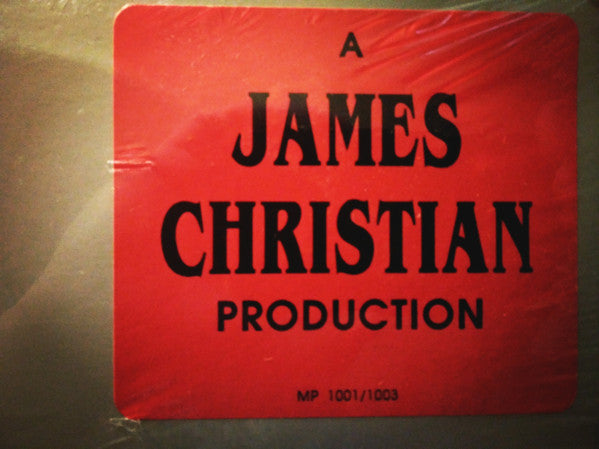 A
JAMES
CHRISTIAN
PRODUCTION
MP 1001/1003